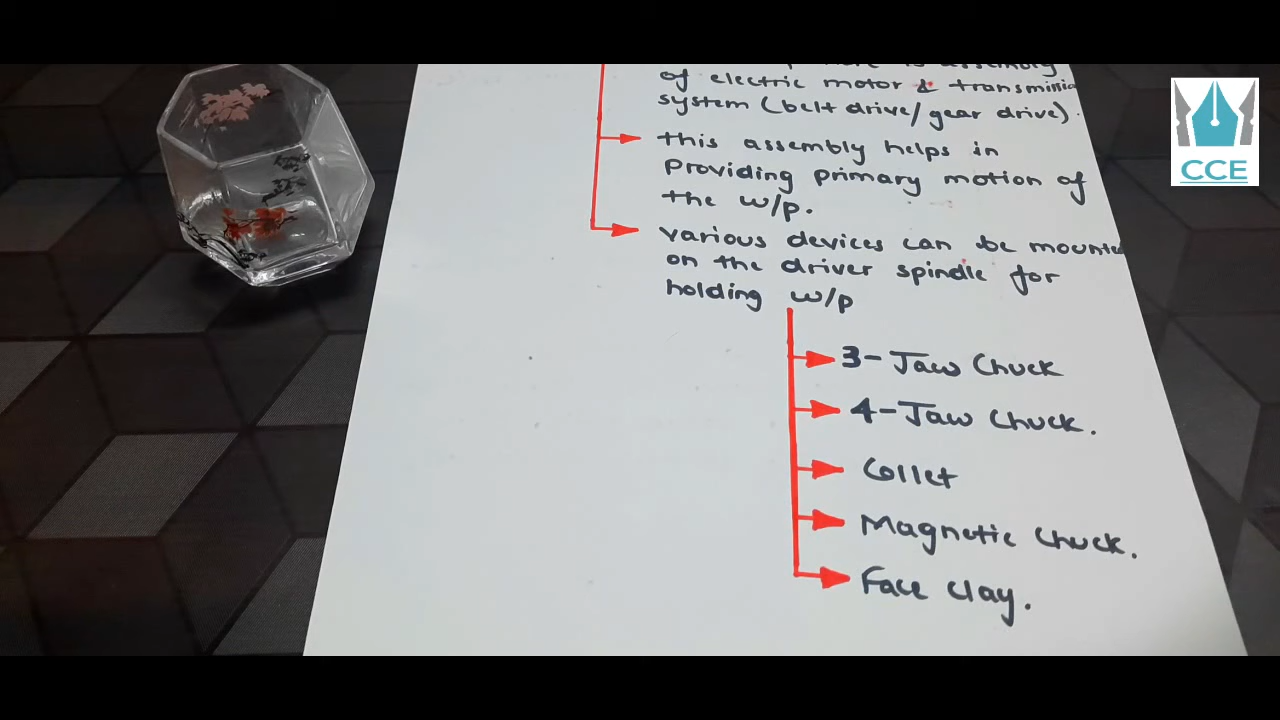 is assembly
of electric motor & transmissio
system (belt drive/gear drive).
this assembly helps in
providing primary motion of
the w/p.
various devices can be mounte
on the driver spindle for
holding w/p
3-Jaw Chuck
4-Jaw Chuck.
Collet
Magnetic Chuck.
Face Clay.
CCE